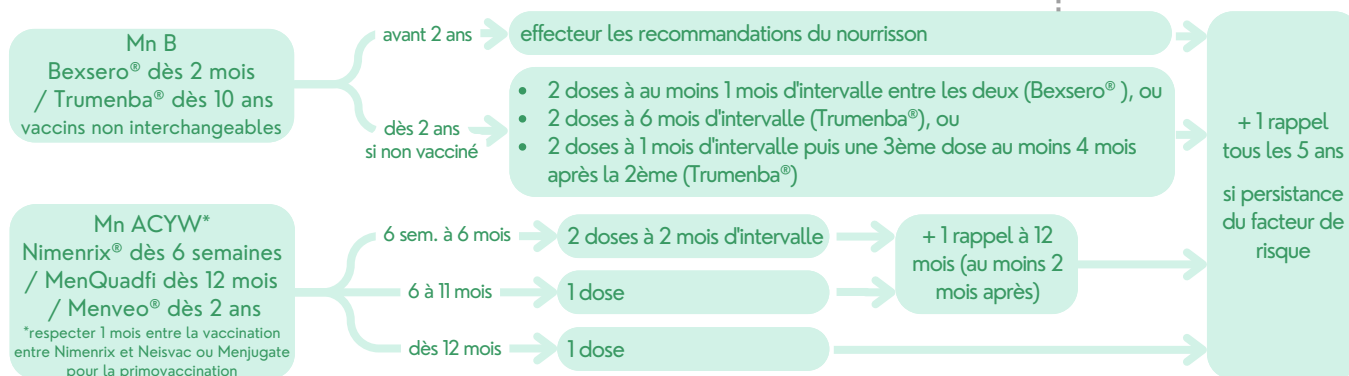 Mn B
Bexsero® dès 2 mois
/ Trumenba® dès 10 ans
vaccins non interchangeables
avant 2 ans
effecteur les recommandations du nourrisson
dès 2 ans
si non vacciné
• 2 doses à au moins 1 mois d'intervalle entre les deux (Bexsero® ), ou
• 2 doses à 6 mois d'intervalle (Trumenba®), ou
• 2 doses à 1 mois d'intervalle puis une 3ème dose au moins 4 mois
après la 2ème (Trumenba®)
Mn ACYW*
Nimenrix® dès 6 semaines
/ MenQuadfi dès 12 mois
/ Menveo® dès 2 ans
*respecter 1 mois entre la vaccination
entre Nimenrix et Neisvac ou Menjugate
pour la primovaccination
6 sem. à 6 mois
2 doses à 2 mois d'intervalle
6 à 11 mois
1 dose
+ 1 rappel à 12
mois (au moins 2
mois après)
dès 12 mois
1 dose
+ 1 rappel
tous les 5 ans
si persistance
du facteur de
risque